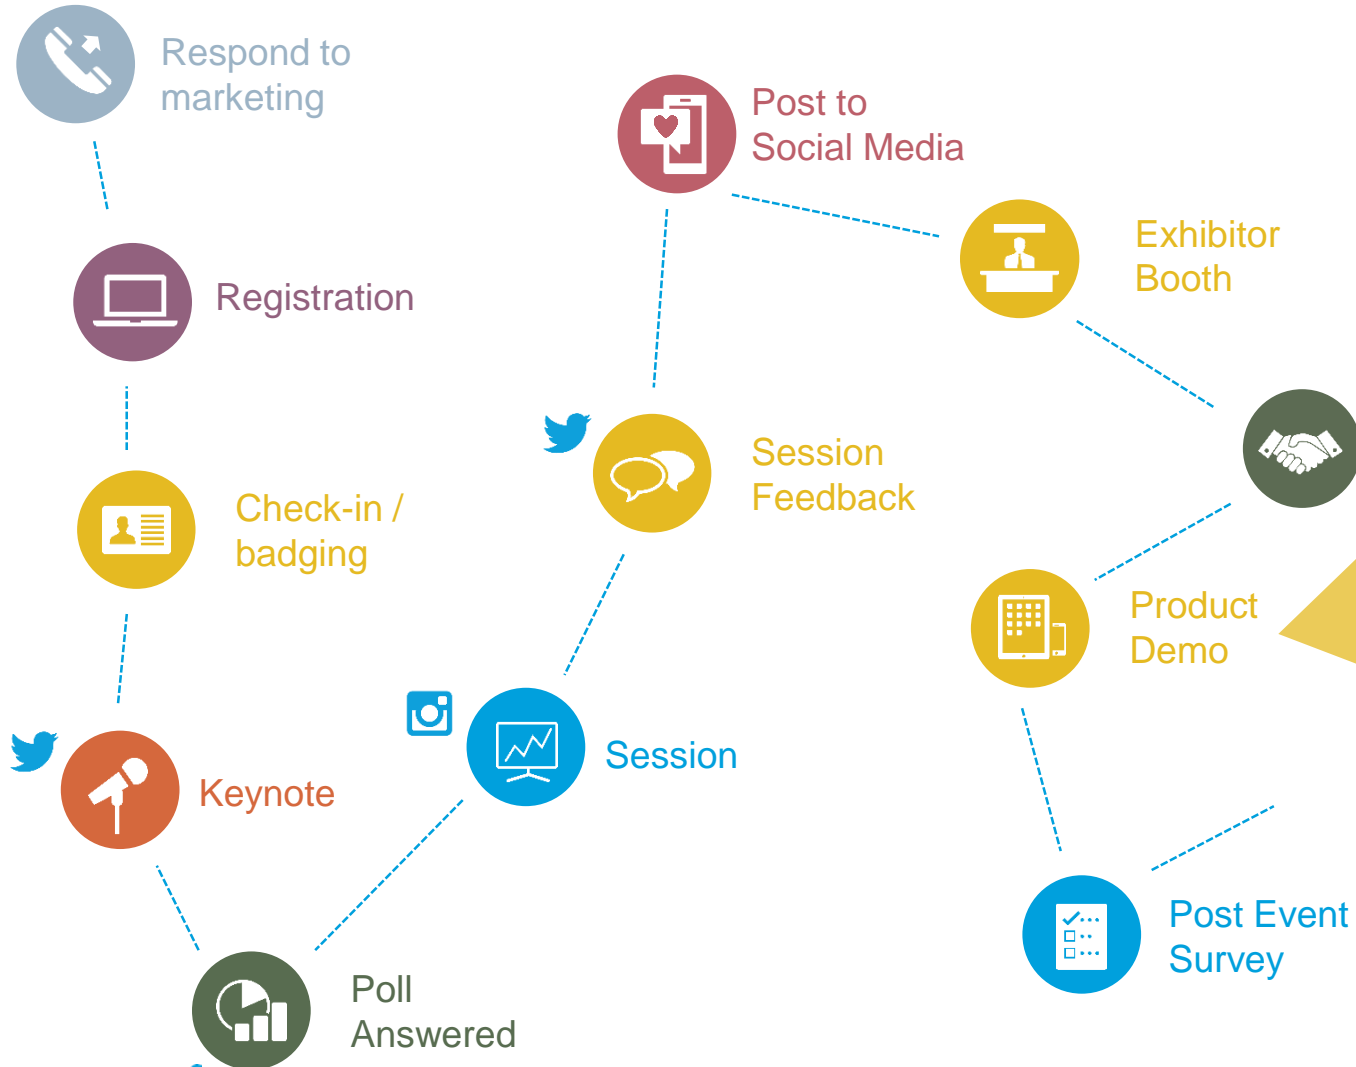 Respond to
marketing
Registration
Check-in /
badging
Keynote
Poll
Answered
Session
Session
Feedback
Post to
Social Media
Exhibitor
Booth
Product
Demo
Post Event
Survey